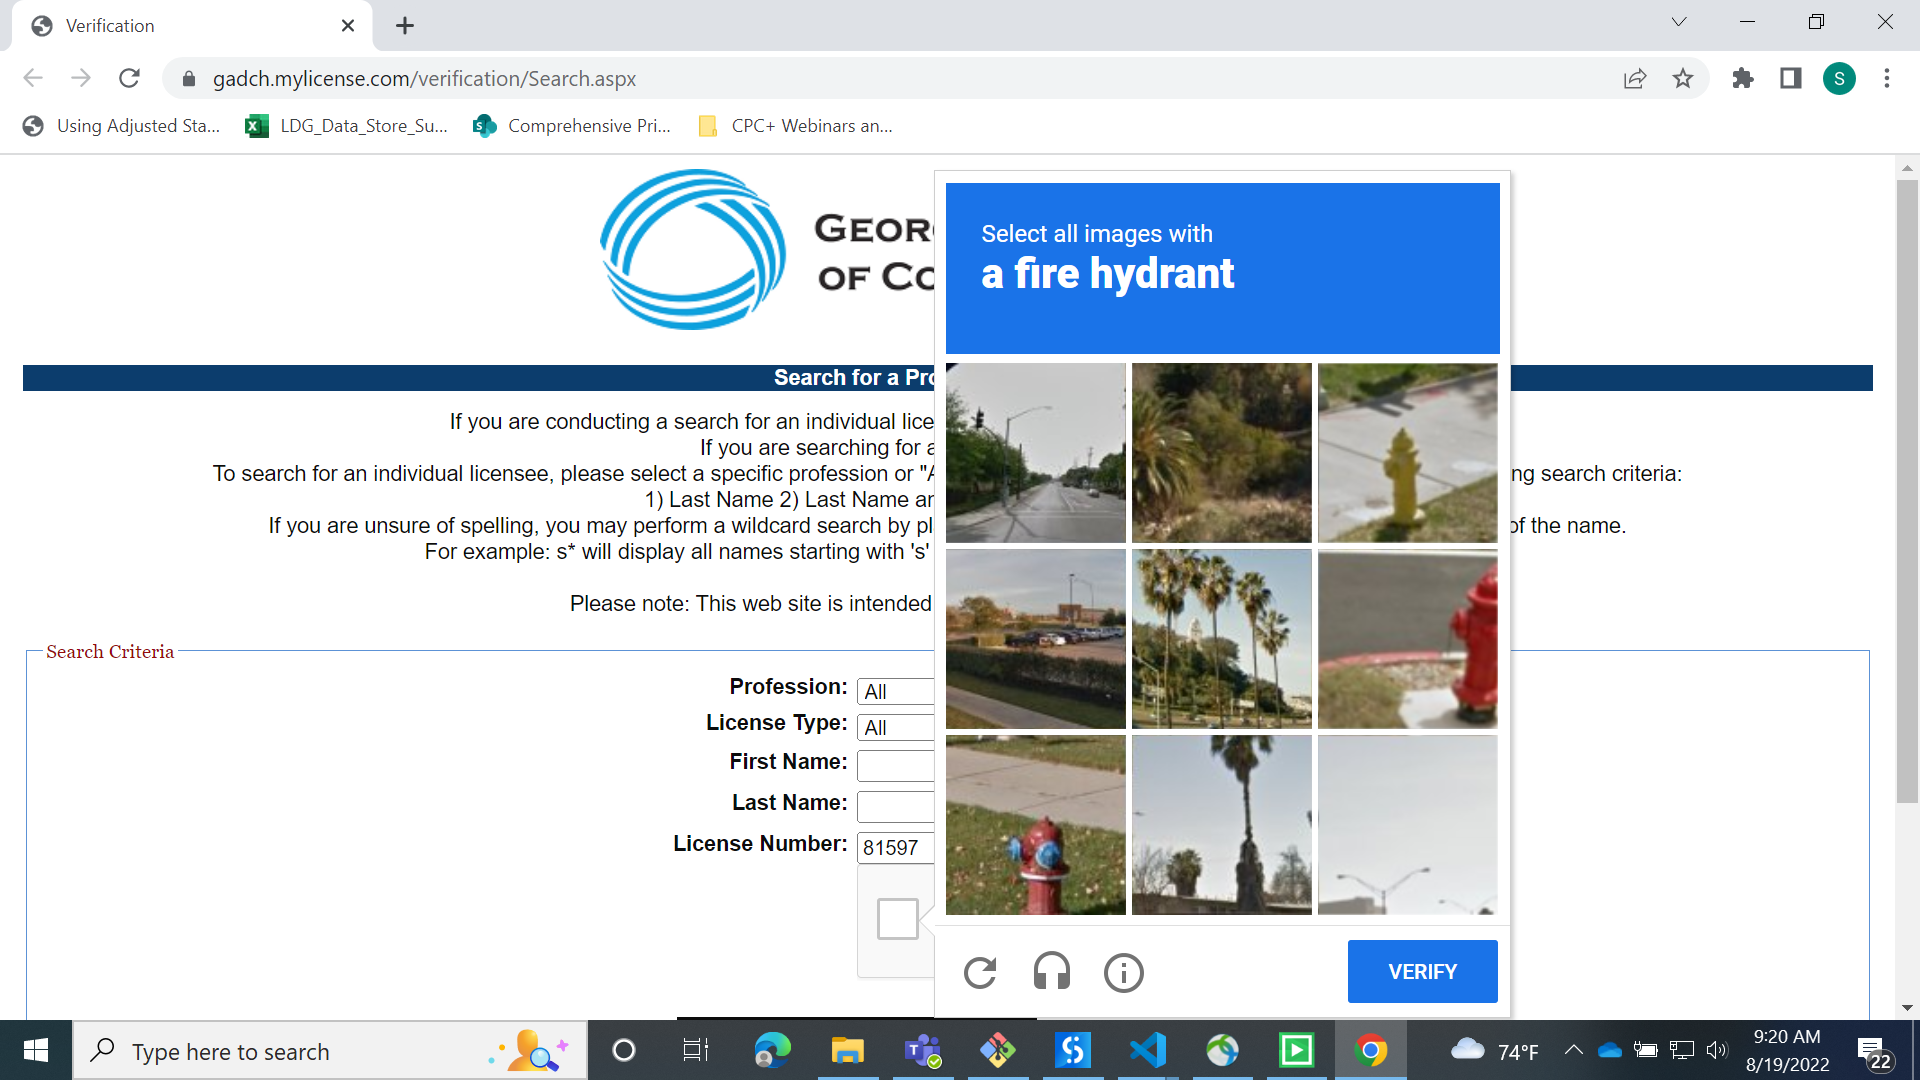 Verification
gadch.mylicense.com/verification/Search.aspx
S
Using Adjusted Sta...
LDG_Data_Store_Su...
Comprehensive Pri...
CPC+ Webinars an...
GEOR
OF CO
Select all images with
a fire hydrant
Search for a Pro
If you are conducting a search for an individual lice
If you are searching for a
To search for an individual licensee, please select a specific profession or "A
ng search criteria:
1) Last Name 2) Last Name an
If you are unsure of spelling, you may perform a wildcard search by pl
of the name.
For example: s* will display all names starting with 's'
Please note: This web site is intended
Search Criteria
Profession: All
License Type: All
First Name:
Last Name:
License Number: 81597
VERIFY
Type here to search
74°F
9:20 AM
8/19/2022
22